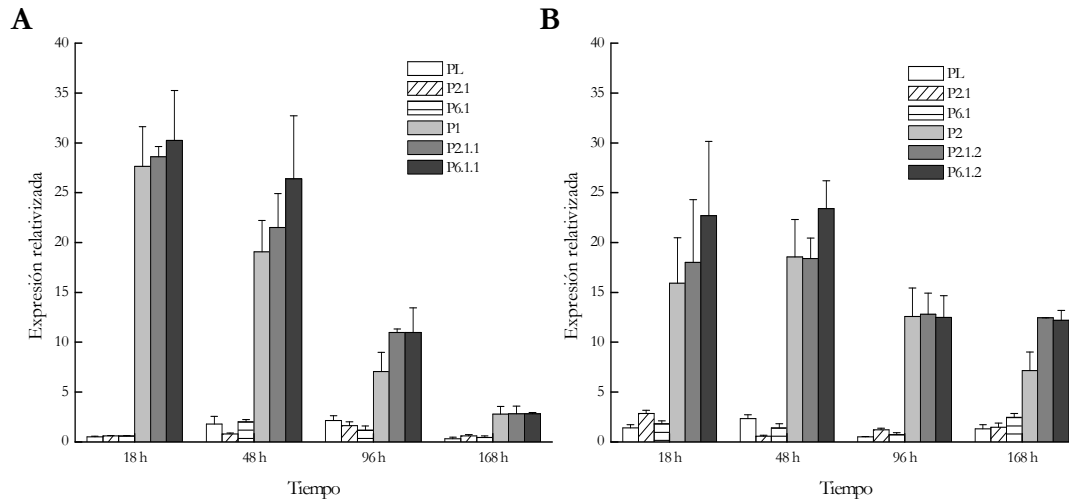 A
Expresión relativizada
40
35
30
25
20
15
10
5
0
PL
P2.1
P6.1
P1
P2.1.1
P6.1.1
18 h
48 h
96 h
168 h
Tiempo
B
Expresión relativizada
40
35
30
25
20
15
10
5
0
PL
P2.1
P6.1
P2
P2.1.2
P6.1.2
18 h
48 h
96 h
168 h
Tiempo